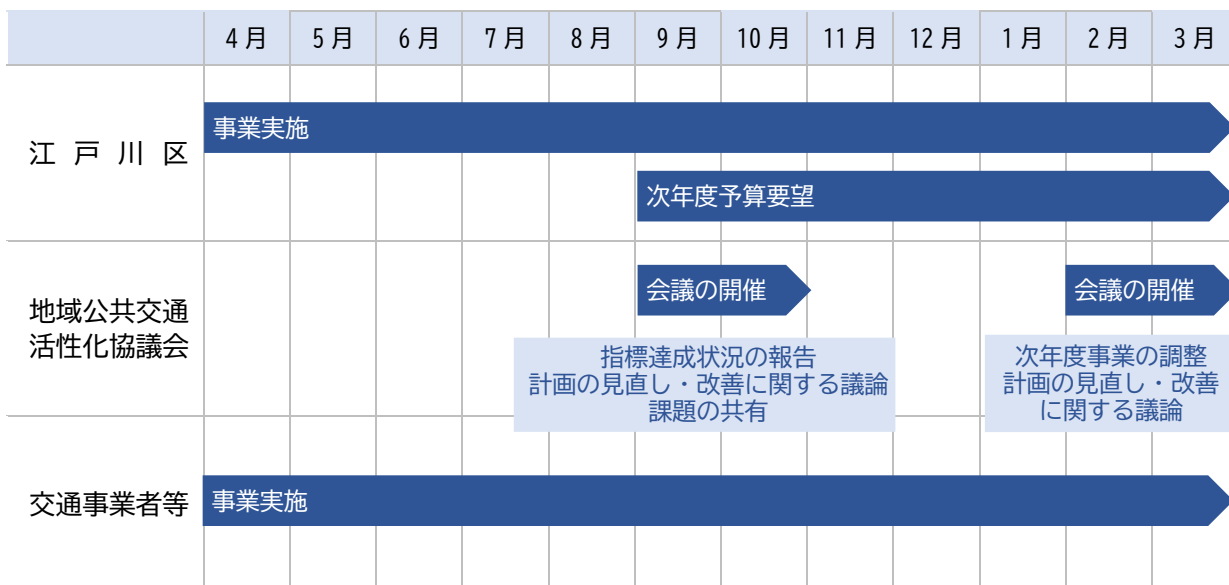 4月 5月 6月 7月 8月 9月 10月 11月 12月 1月 2月 3月
江戸川区
事業実施
次年度予算要望
地域公共交通
活性化協議会
会議の開催
指標達成状況の報告
計画の見直し・改善に関する議論
課題の共有
会議の開催
次年度事業の調整
計画の見直し・改善
に関する議論
交通事業者等
事業実施